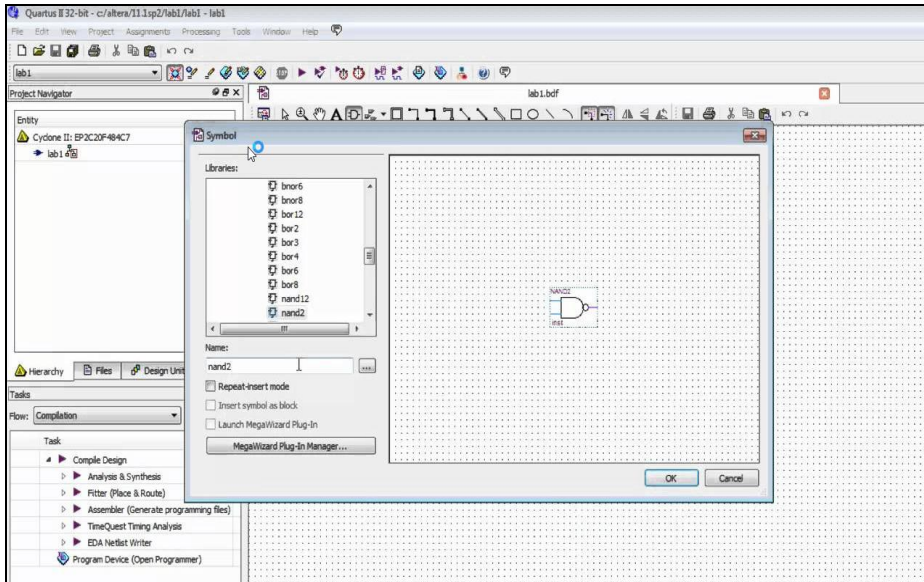 Quartus II 32-bit - c:/altera/11.1sp2/lab1/lab1 - lab1
File Edit View Project Assignments Processing Tools Window Help
lab1
Project Navigator
lab1.bdf
Entity
Cyclone II: EP2C20F484C7
lab1
Symbol
Libraries:
bnor6
bnor8
bor12
bor2
bor3
bor4
bor6
bor8
nand12
nand2
Name:
nand2
...
Repeat-insert mode
Insert symbol as block
Launch MegaWizard Plug-In
MegaWizard Plug-In Manager...
NAND2
inst
OK Cancel
Hierarchy Files Design Unit
Tasks
Flow: Compilation
Task
Compile Design
Analysis & Synthesis
Fitter (Place & Route)
Assembler (Generate programming files)
TimeQuest Timing Analysis
EDA Netlist Writer
Program Device (Open Programmer)